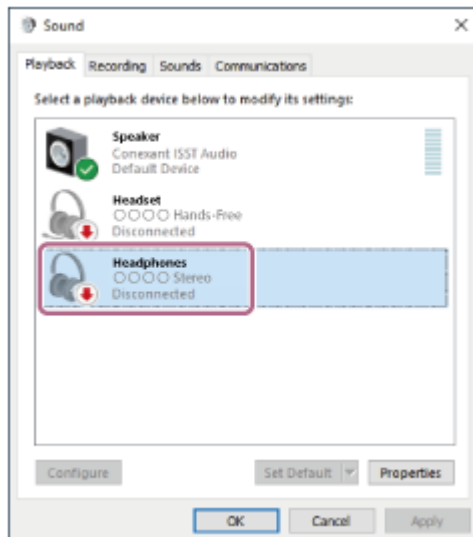 Sound
Playback Recording Sounds Communications
Select a playback device below to modify its settings:
Speaker
Conexant ISST Audio
Default Device
Headset
○○○○ Hands-Free
Disconnected
Headphones
○○○○ Stereo
Disconnected
Configure Set Default Properties
OK Cancel Apply